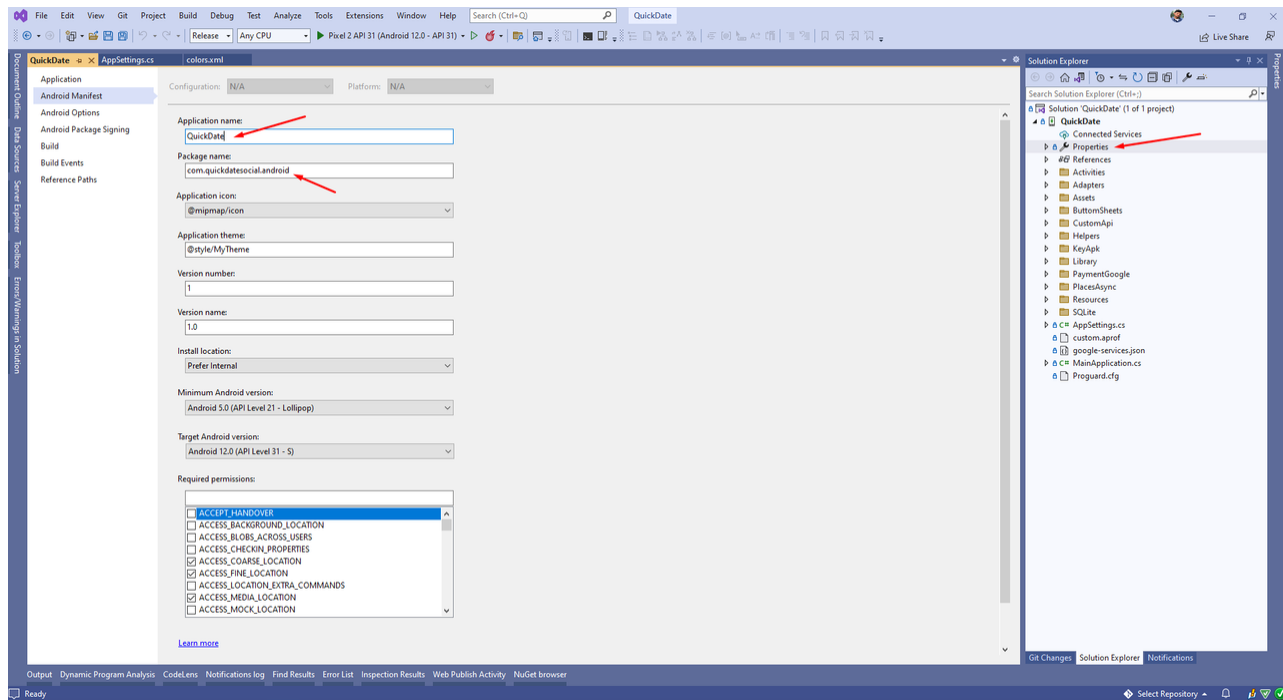 File Edit View Git Project Build Debug Test Analyze Tools Extensions Window Help Search (Ctrl+Q) QuickDate
Release Any CPU Pixel 2 API 31 (Android 12.0 - API 31) Live Share
QuickDate AppSettings.cs colors.xml
Document Outline
Data Sources
Server Explorer
Toolbox
Errors/Warnings in Solution
Application
Android Manifest
Android Options
Android Package Signing
Build
Build Events
Reference Paths
Configuration: N/A Platform: N/A
Application name:
QuickDate
Package name:
com.quickdatesocial.android
Application icon:
@mipmap/icon
Application theme:
@style/MyTheme
Version number:
1
Version name:
1.0
Install location:
Prefer Internal
Minimum Android version:
Android 5.0 (API Level 21 - Lollipop)
Target Android version:
Android 12.0 (API Level 31 - S)
Required permissions:
ACCEPT_HANDOVER
ACCESS_BACKGROUND_LOCATION
ACCESS_BLOBS_ACROSS_USERS
ACCESS_CHECKIN_PROPERTIES
ACCESS_COARSE_LOCATION
ACCESS_FINE_LOCATION
ACCESS_LOCATION_EXTRA_COMMANDS
ACCESS_MEDIA_LOCATION
ACCESS_MOCK_LOCATION
Learn more
Solution Explorer
Search Solution Explorer (Ctrl+;)
Solution 'QuickDate' (1 of 1 project)
QuickDate
Connected Services
Properties
References
Activities
Adapters
Assets
ButtomSheets
CustomApi
Helpers
KeyApk
Library
PaymentGoogle
PlacesAsync
Resources
SQLite
C# AppSettings.cs
custom.aprof
google-services.json
C# MainApplication.cs
Proguard.cfg
Git Changes Solution Explorer Notifications
Properties
Output Dynamic Program Analysis CodeLens Notifications log Find Results Error List Inspection Results Web Publish Activity NuGet browser
Ready Select Repository